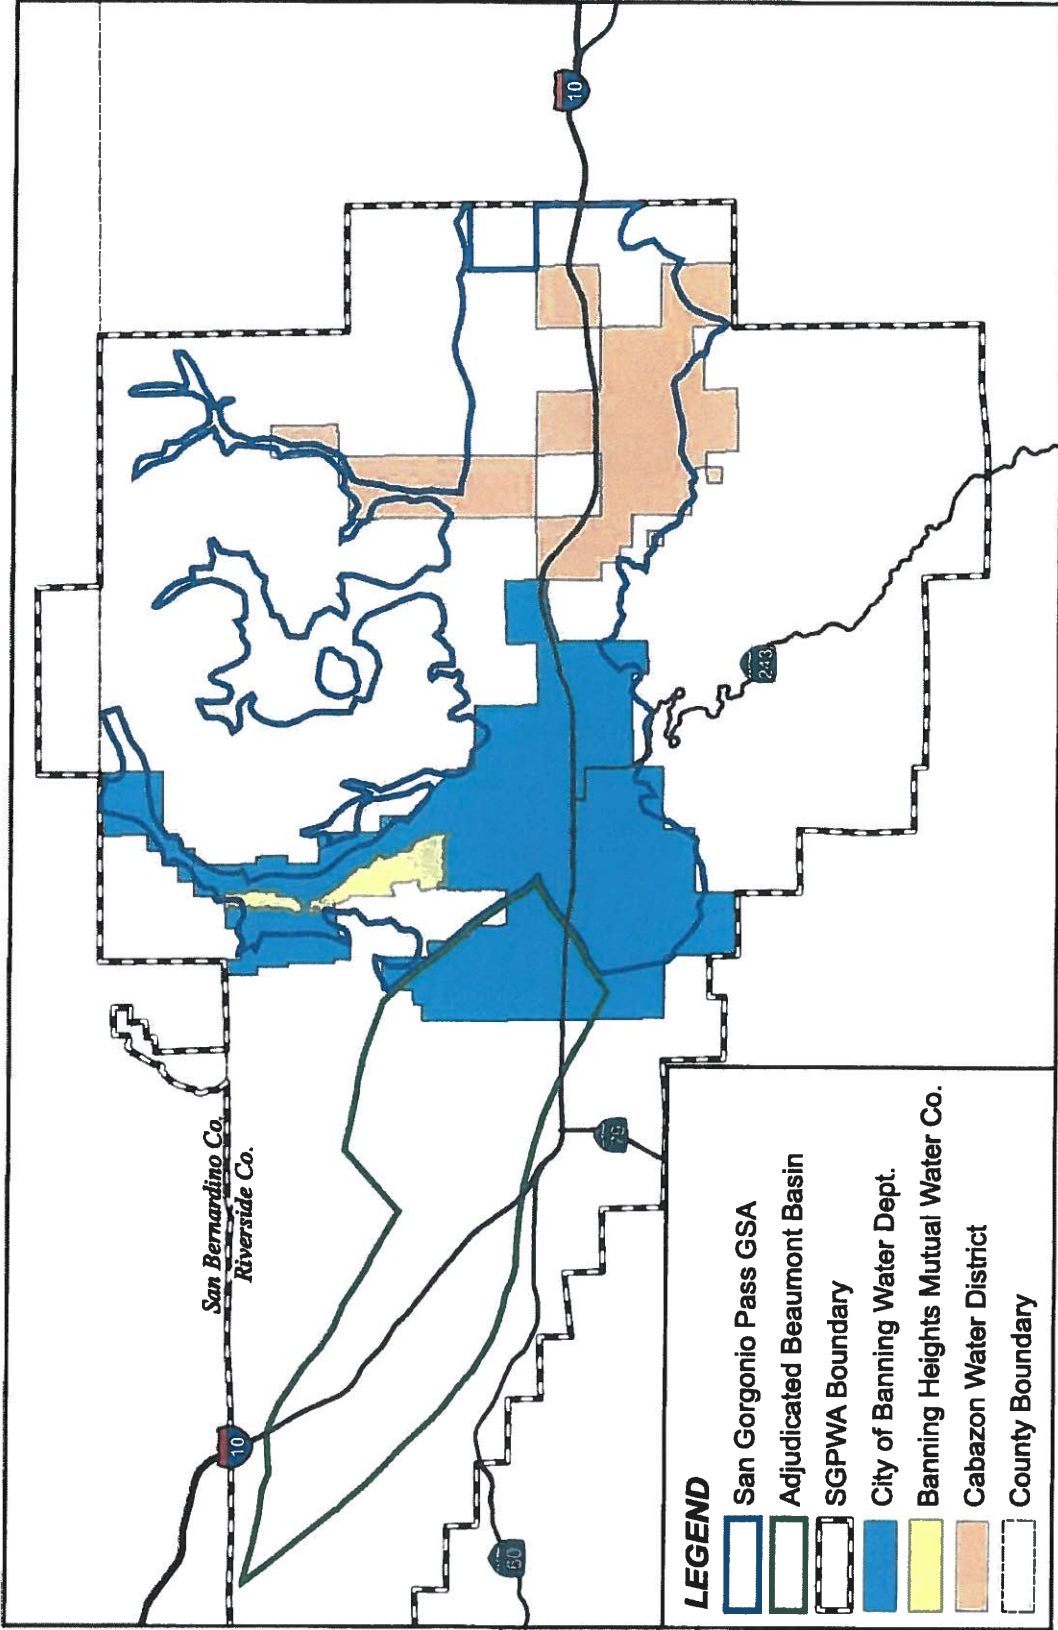 San Bernardino Co.
Riverside Co.
10
10
60
79
243
LEGEND
San Gorgonio Pass GSA
Adjudicated Beaumont Basin
SGPWA Boundary
City of Banning Water Dept.
Banning Heights Mutual Water Co.
Cabazon Water District
County Boundary